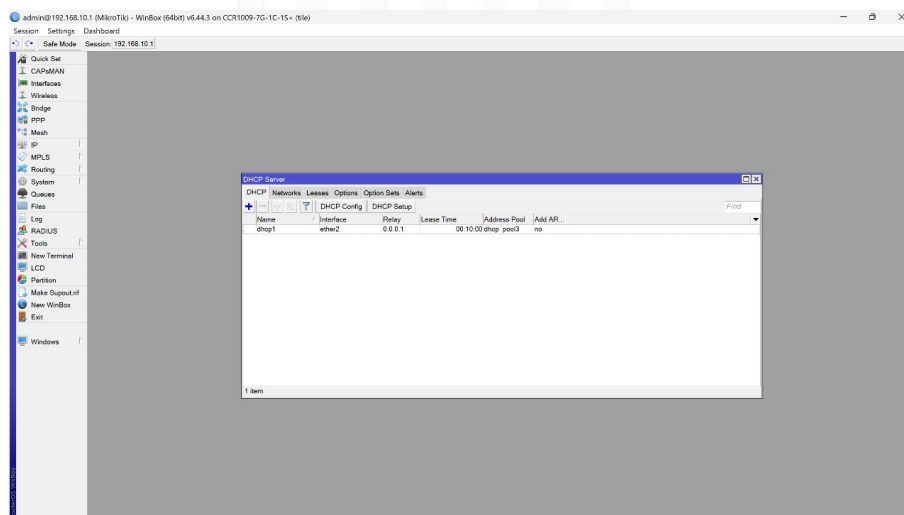 admin@192.168.10.1 (MikroTik) - WinBox (64bit) v6.44.3 on CCR1009-7G-1C-1S+ (tile)
Session Settings Dashboard
Safe Mode Session: 192.168.10.1
Quick Set
CAPsMAN
Interfaces
Wireless
Bridge
PPP
Mesh
IP
MPLS
Routing
System
Queues
Files
Log
RADIUS
Tools
New Terminal
LCD
Partition
Make Supout.rif
New WinBox
Exit
Windows
DHCP Server
DHCP Networks Leases Options Option Sets Alerts
DHCP Config DHCP Setup Find
Name Interface Relay Lease Time Address Pool Add AR...
dhcp1 ether2 0.0.0.1 00:10:00 dhcp_pool3 no
1 item
RouterOS WinBox